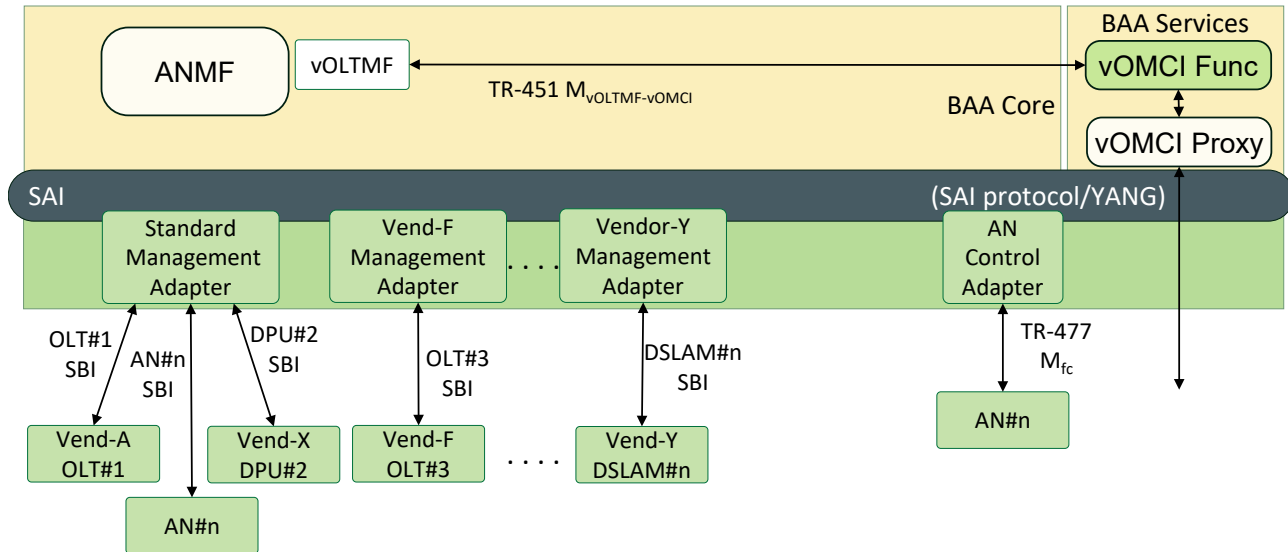 BAA Services
ANMF
vOLTMF
vOMCI Func
TR-451 MvOLTMF-vOMCI
BAA Core
vOMCI Proxy
SAI
(SAI protocol/YANG)
Standard
Management
Adapter
Vend-F
Management
Adapter
. . . .
Vendor-Y
Management
Adapter
AN
Control
Adapter
OLT#1
SBI
AN#n
SBI
DPU#2
SBI
OLT#3
SBI
DSLAM#n
SBI
TR-477
Mfc
Vend-A
OLT#1
Vend-X
DPU#2
Vend-F
OLT#3
. . . .
Vend-Y
DSLAM#n
AN#n
AN#n